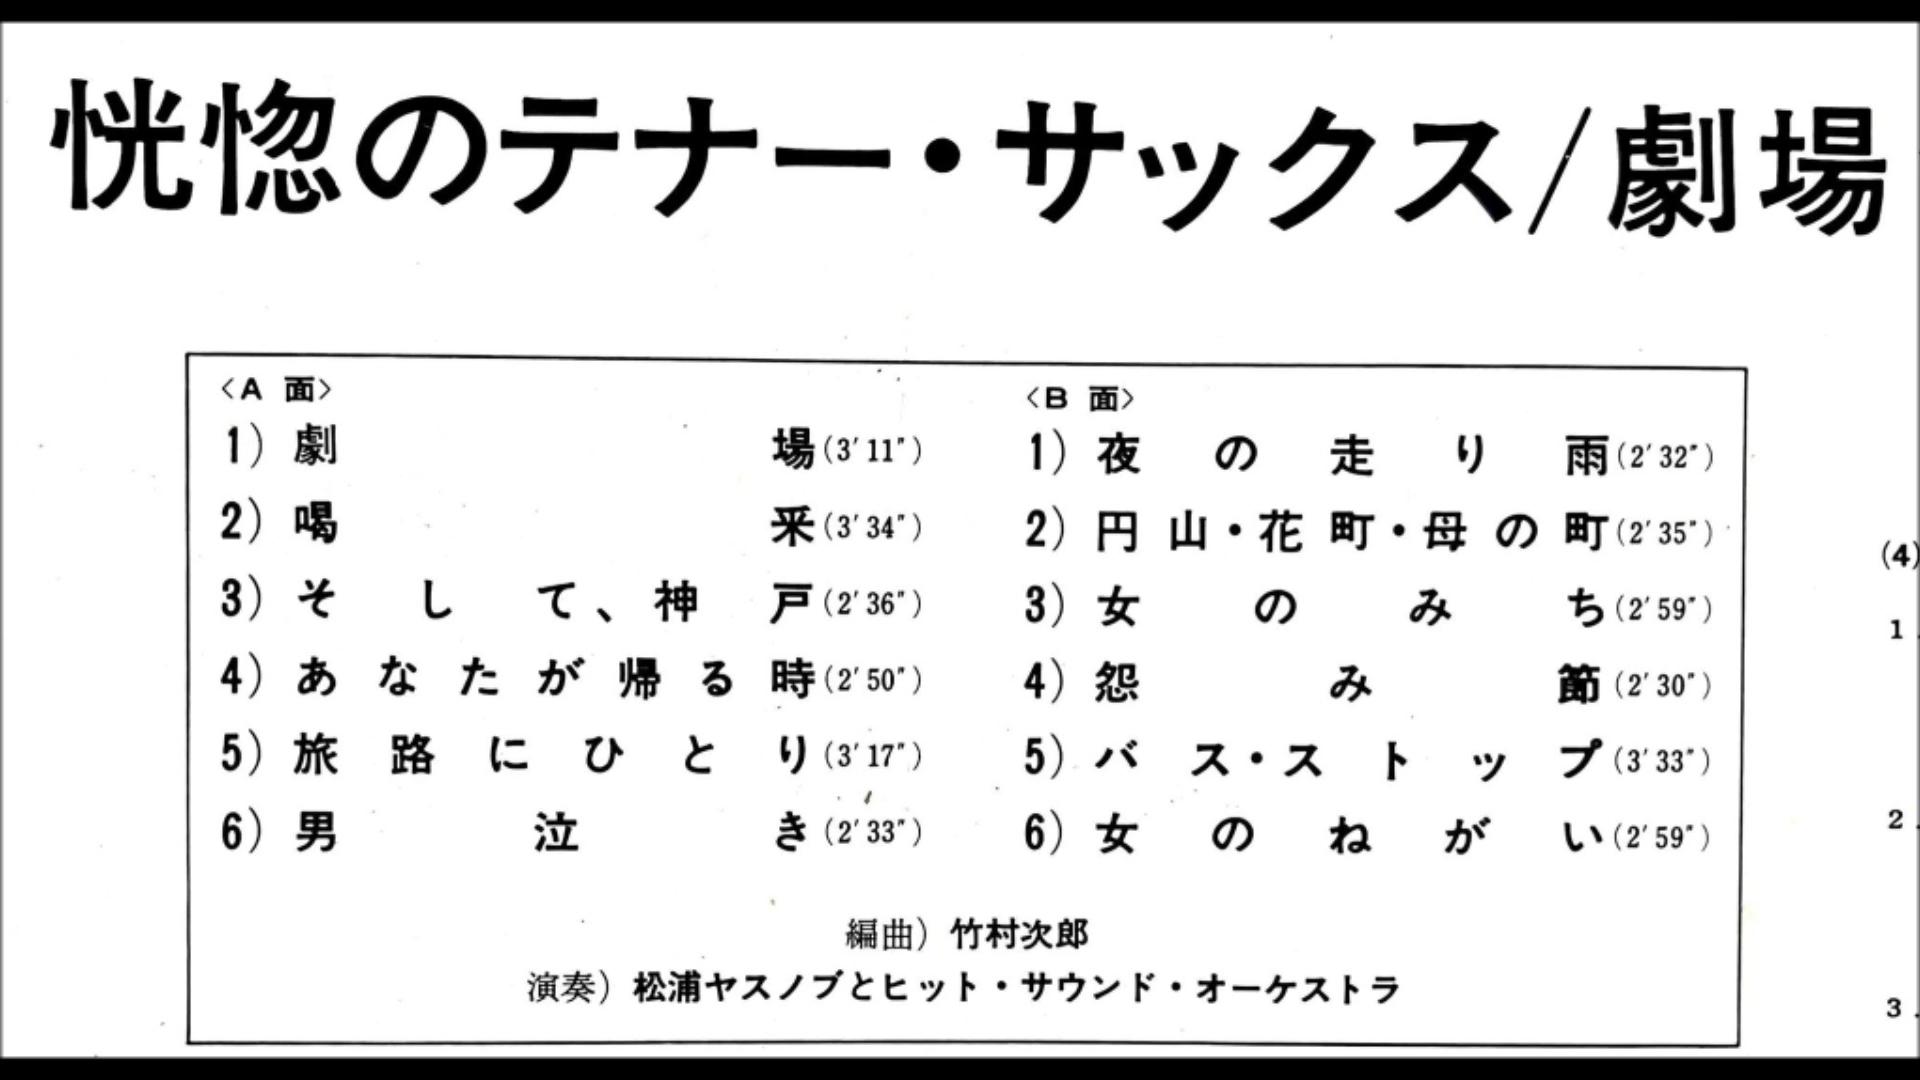 恍惚のテナー・サックス/劇場
〈A 面〉
1) 劇場(3′11″)
2) 喝采(3′34″)
3) そして、神戸(2′36″)
4) あなたが帰る時(2′50″)
5) 旅路にひとり(3′17″)
6) 男泣き(2′33″)
〈B 面〉
1) 夜の走り雨(2′32″)
2) 円山・花町・母の町(2′35″)
3) 女のみち(2′59″)
4) 怨み節(2′30″)
5) バス・ストップ(3′33″)
6) 女のねがい(2′59″)
編曲) 竹村次郎
演奏) 松浦ヤスノブとヒット・サウンド・オーケストラ
(4)
1
2
3